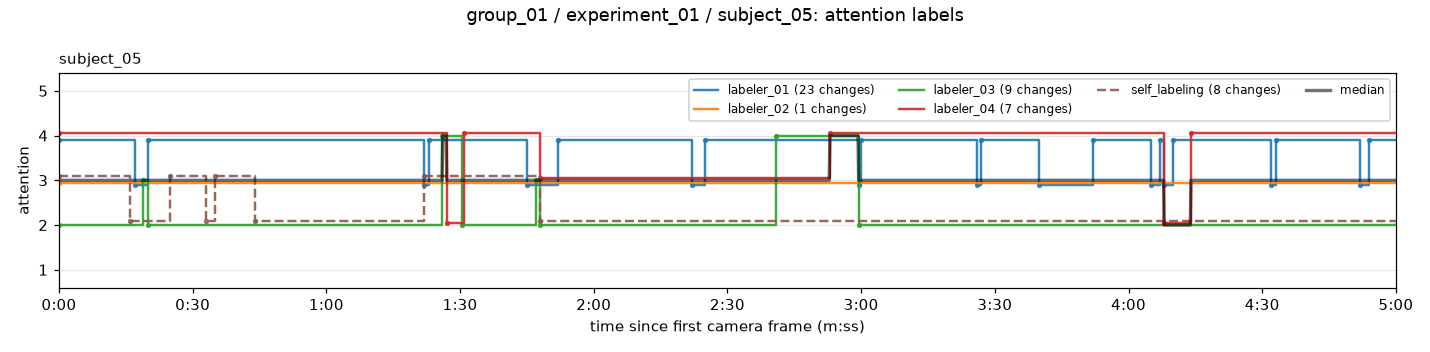 group_01 / experiment_01 / subject_05: attention labels
subject_05
labeler_01 (23 changes)
labeler_02 (1 changes)
labeler_03 (9 changes)
labeler_04 (7 changes)
self_labeling (8 changes)
median
5
4
3
2
1
attention
0:00 0:30 1:00 1:30 2:00 2:30 3:00 3:30 4:00 4:30 5:00
time since first camera frame (m:ss)